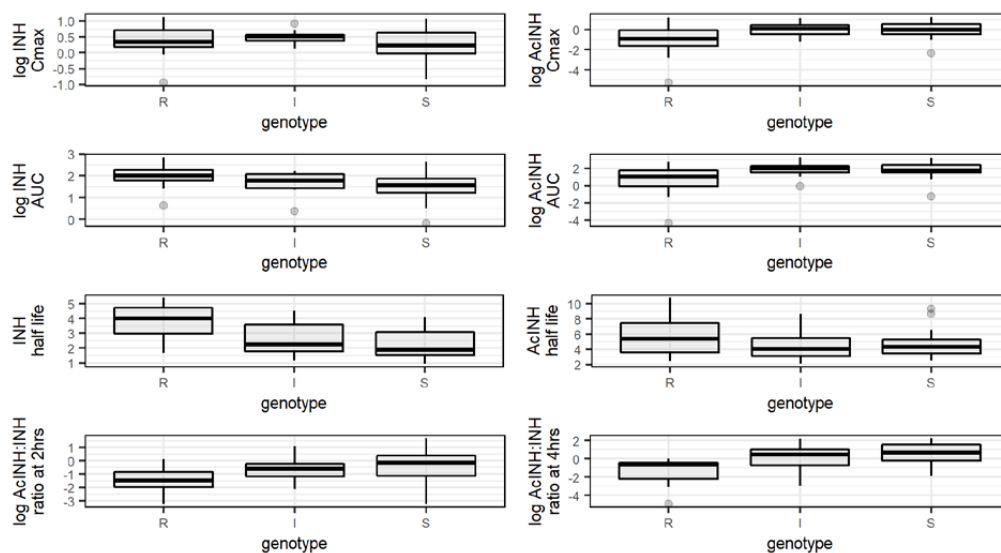 log INH
Cmax
1.0
0.5
0.0
-0.5
-1.0
R I S
genotype
log AcINH
Cmax
0
-2
-4
R I S
genotype
log INH
AUC
3
2
1
0
R I S
genotype
log AcINH
AUC
2
0
-2
-4
R I S
genotype
INH
half life
5
4
3
2
1
R I S
genotype
AcINH
half life
10
8
6
4
2
R I S
genotype
log AcINH:INH
ratio at 2hrs
1
0
-1
-2
-3
R I S
genotype
log AcINH:INH
ratio at 4hrs
2
0
-2
-4
R I S
genotype